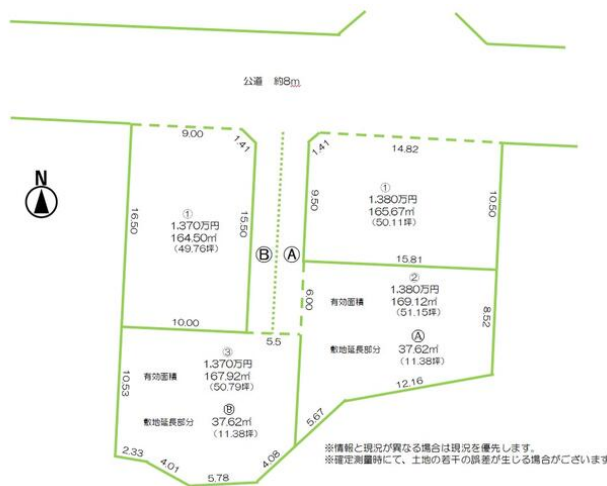 公道 約8m
9.00
1.41
1.41
14.82
N
16.50
①
1.370万円
164.50㎡
(49.76坪)
15.50
Ⓑ
Ⓐ
9.50
①
1.380万円
165.67㎡
(50.11坪)
10.50
15.81
6.00
②
1.380万円
有効面積
169.12㎡
(51.15坪)
8.52
敷地延長部分
Ⓐ
37.62㎡
(11.38坪)
12.16
10.00
5.5
10.53
③
1.370万円
有効面積
167.92㎡
(50.79坪)
敷地延長部分
Ⓑ
37.62㎡
(11.38坪)
5.67
2.33
4.01
5.78
4.08
※情報と現況が異なる場合は現況を優先します。
※確定測量時にて、土地の若干の誤差が生じる場合がございます